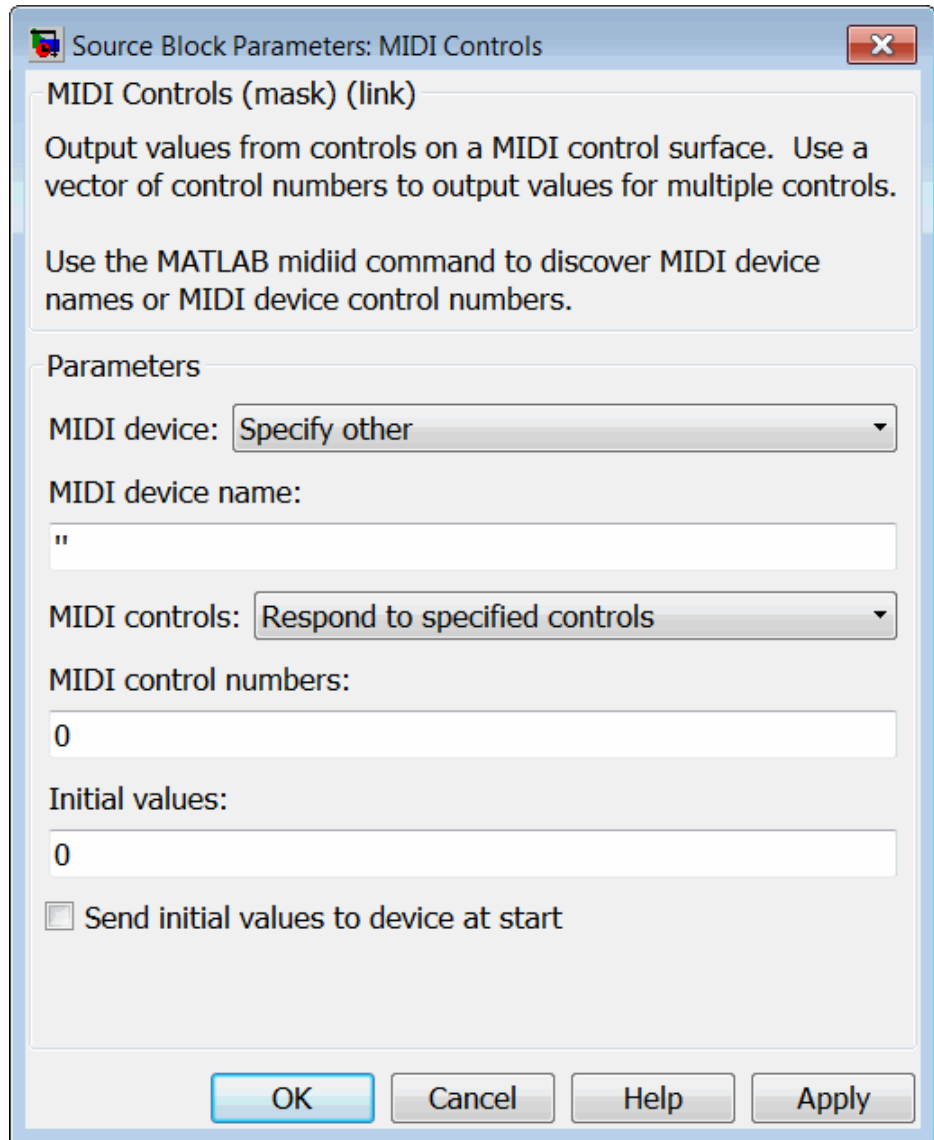 Source Block Parameters: MIDI Controls
MIDI Controls (mask) (link)
Output values from controls on a MIDI control surface.  Use a
vector of control numbers to output values for multiple controls.
Use the MATLAB midiid command to discover MIDI device
names or MIDI device control numbers.
Parameters
MIDI device: Specify other
MIDI device name:
''
MIDI controls: Respond to specified controls
MIDI control numbers:
0
Initial values:
0
Send initial values to device at start
OK Cancel Help Apply